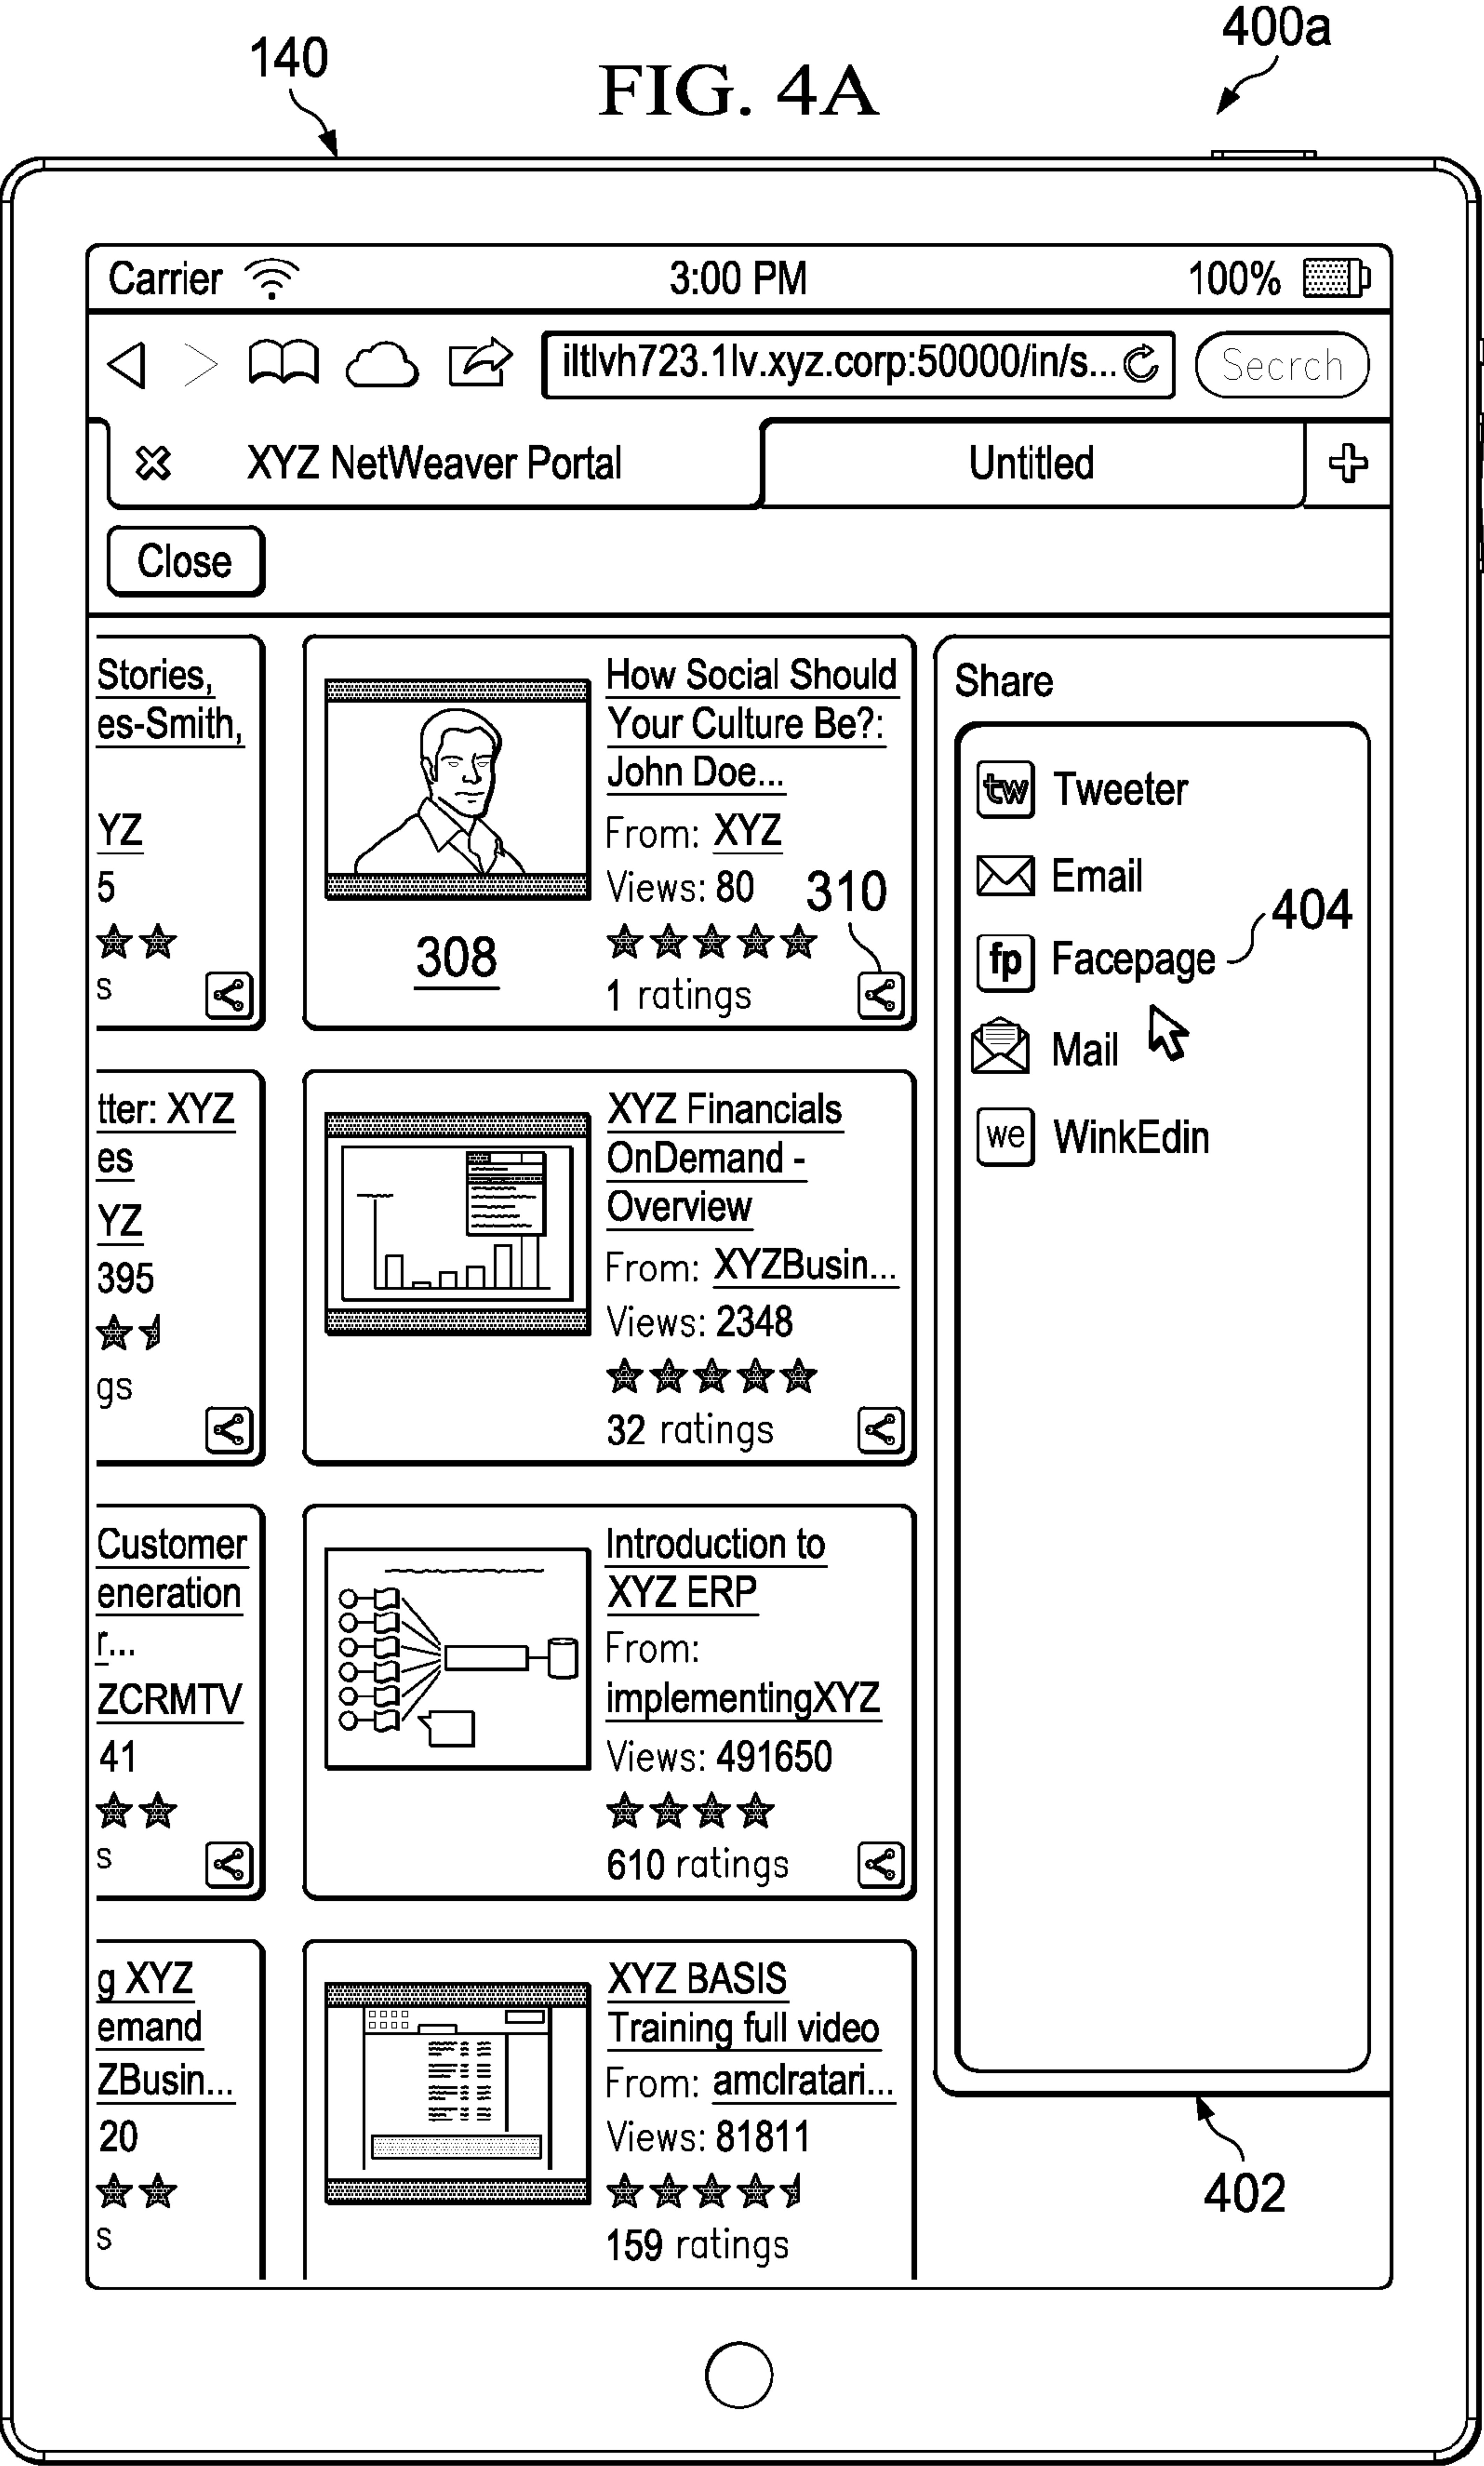 400a
140
FIG. 4A
Carrier 3:00 PM 100%
iltlvh723.1lv.xyz.corp:50000/in/s... Secrch
XYZ NetWeaver Portal Untitled
Close
Stories,
es-Smith,
YZ
5
s
How Social Should
Your Culture Be?:
John Doe...
From: XYZ
Views: 80
310
308
1 ratings
tter: XYZ
es
YZ
395
gs
XYZ Financials
OnDemand -
Overview
From: XYZBusin...
Views: 2348
32 ratings
Customer
eneration
r...
ZCRMTV
41
s
Introduction to
XYZ ERP
From:
implementingXYZ
Views: 491650
610 ratings
g XYZ
emand
ZBusin...
20
s
XYZ BASIS
Training full video
From: amclratari...
Views: 81811
159 ratings
Share
tw Tweeter
Email
404
fp Facepage
Mail
we WinkEdin
402